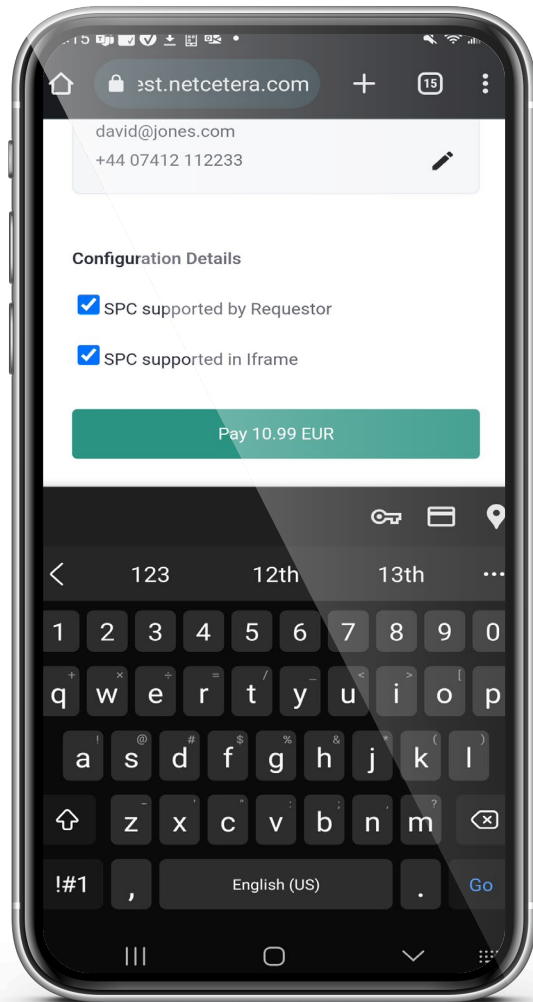 :15
est.netcetera.com
15
david@jones.com
+44 07412 112233
Configuration Details
SPC supported by Requestor
SPC supported in Iframe
Pay 10.99 EUR
123 12th 13th
1 2 3 4 5 6 7 8 9 0
+ × ÷ = / _ < > [
q w e r t y u i o p
! @ # $ % & * ( )
a s d f g h j k l
- ' " : ; , ?
z x c v b n m
!#1 , English (US) . Go